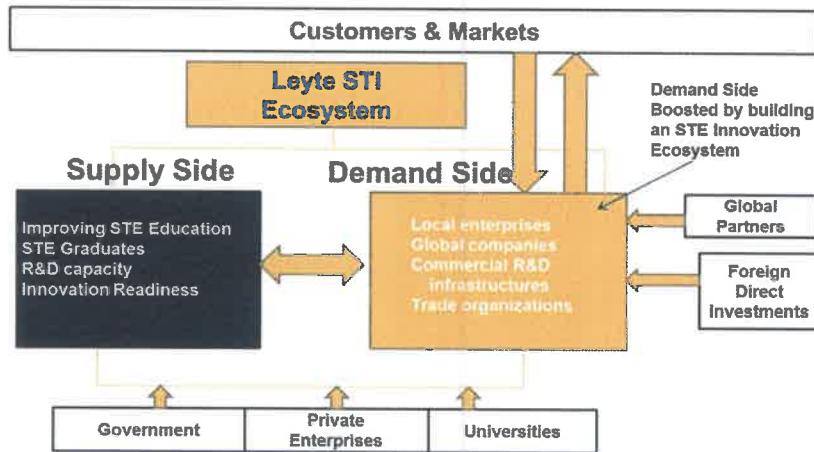 Customers & Markets
Leyte STI
Ecosystem
Demand Side
Boosted by building
an STE Innovation
Ecosystem
Supply Side
Demand Side
Improving STE Education
STE Graduates
R&D capacity
Innovation Readiness
Local enterprises
Global companies
Commercial R&D
infrastructures
Trade organizations
Global
Partners
Foreign
Direct
Investments
Government
Private
Enterprises
Universities